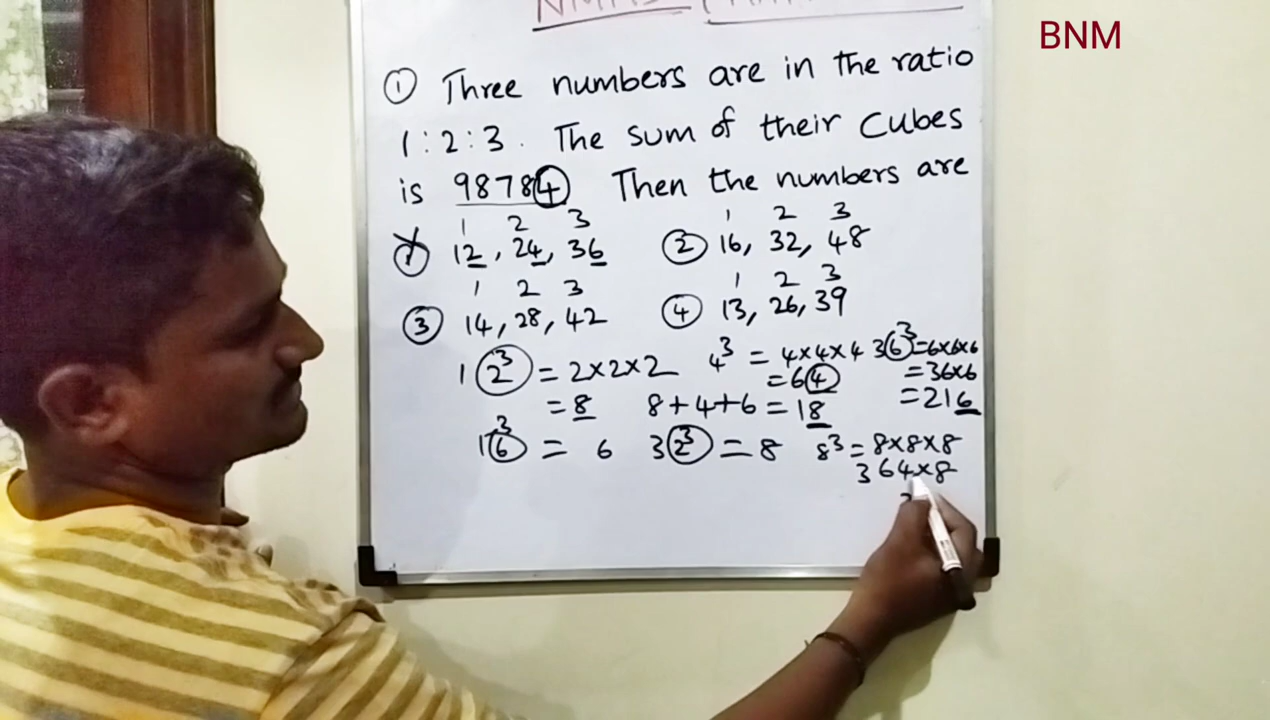 BNM
① Three numbers are in the ratio
1:2:3. The sum of their cubes
is 98784 Then the numbers are
1 2 3 1 2 3
① 12, 24, 36 ② 16, 32, 48
1 2 3 1 2 3
③ 14, 28, 42 ④ 13, 26, 39
12³ = 2×2×2 4³ = 4×4×4 36³ = 6×6×6
= 64 = 36×6
= 8 8+4+6 = 18 = 216
16³ = 6 32³ = 8 8³ = 8×8×8
3 64×8